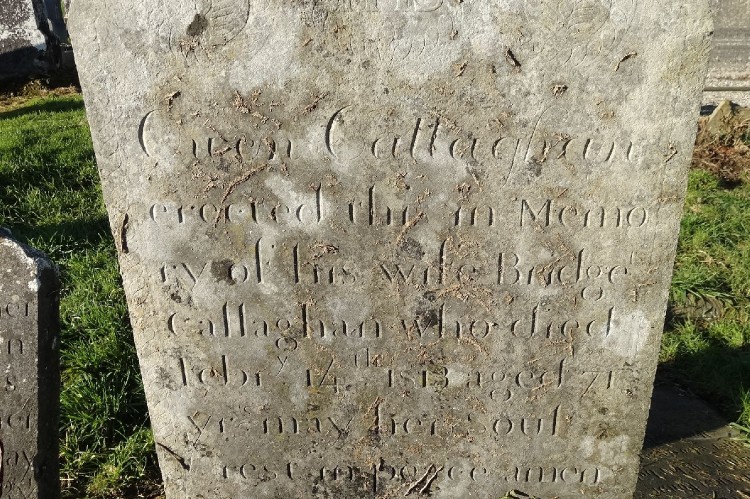 Owen Callaghan
erected this in Memo
ry of his wife Bridget
Callaghan who died
Febry 14th 1813 aged 71
yrs may her Soul
rest in peace amen